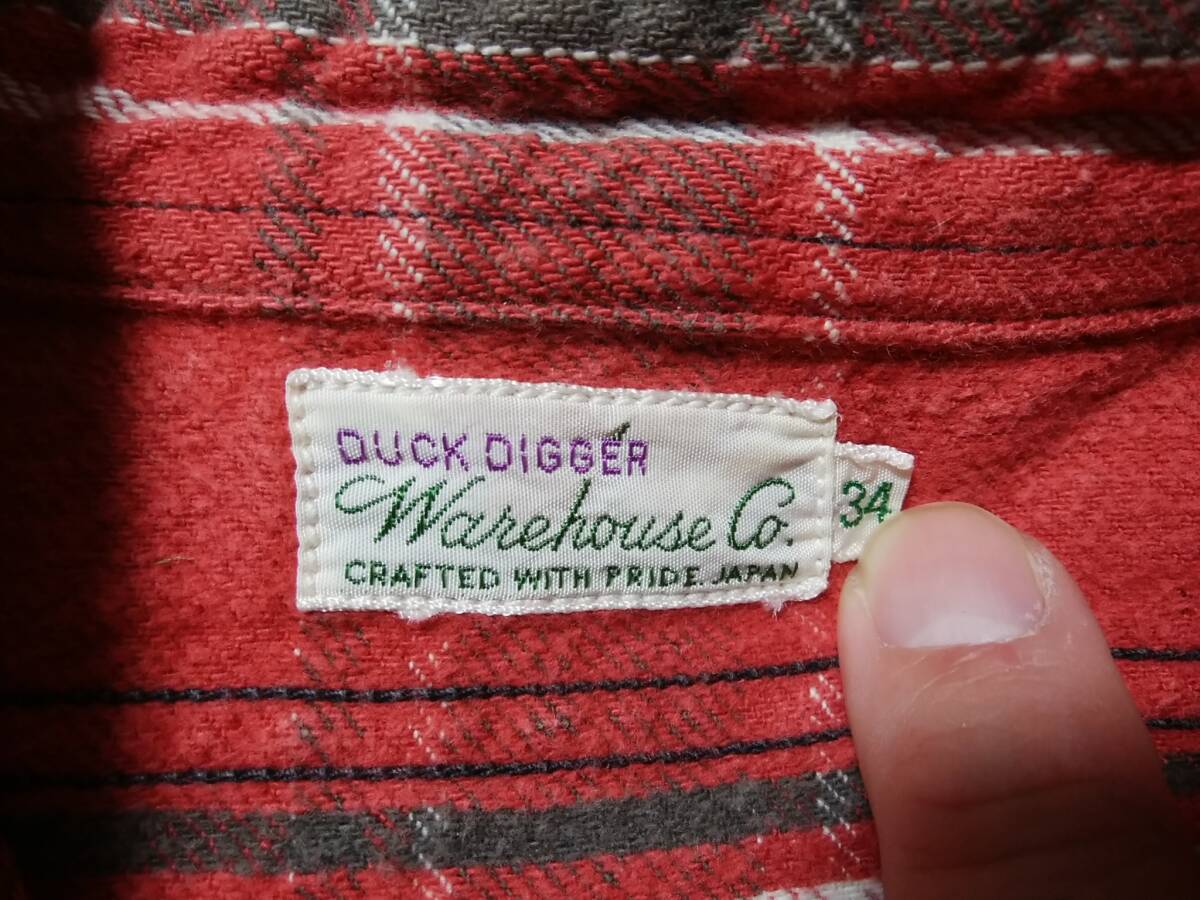 DUCK DIGGER
Warehouse Co.
CRAFTED WITH PRIDE JAPAN
34